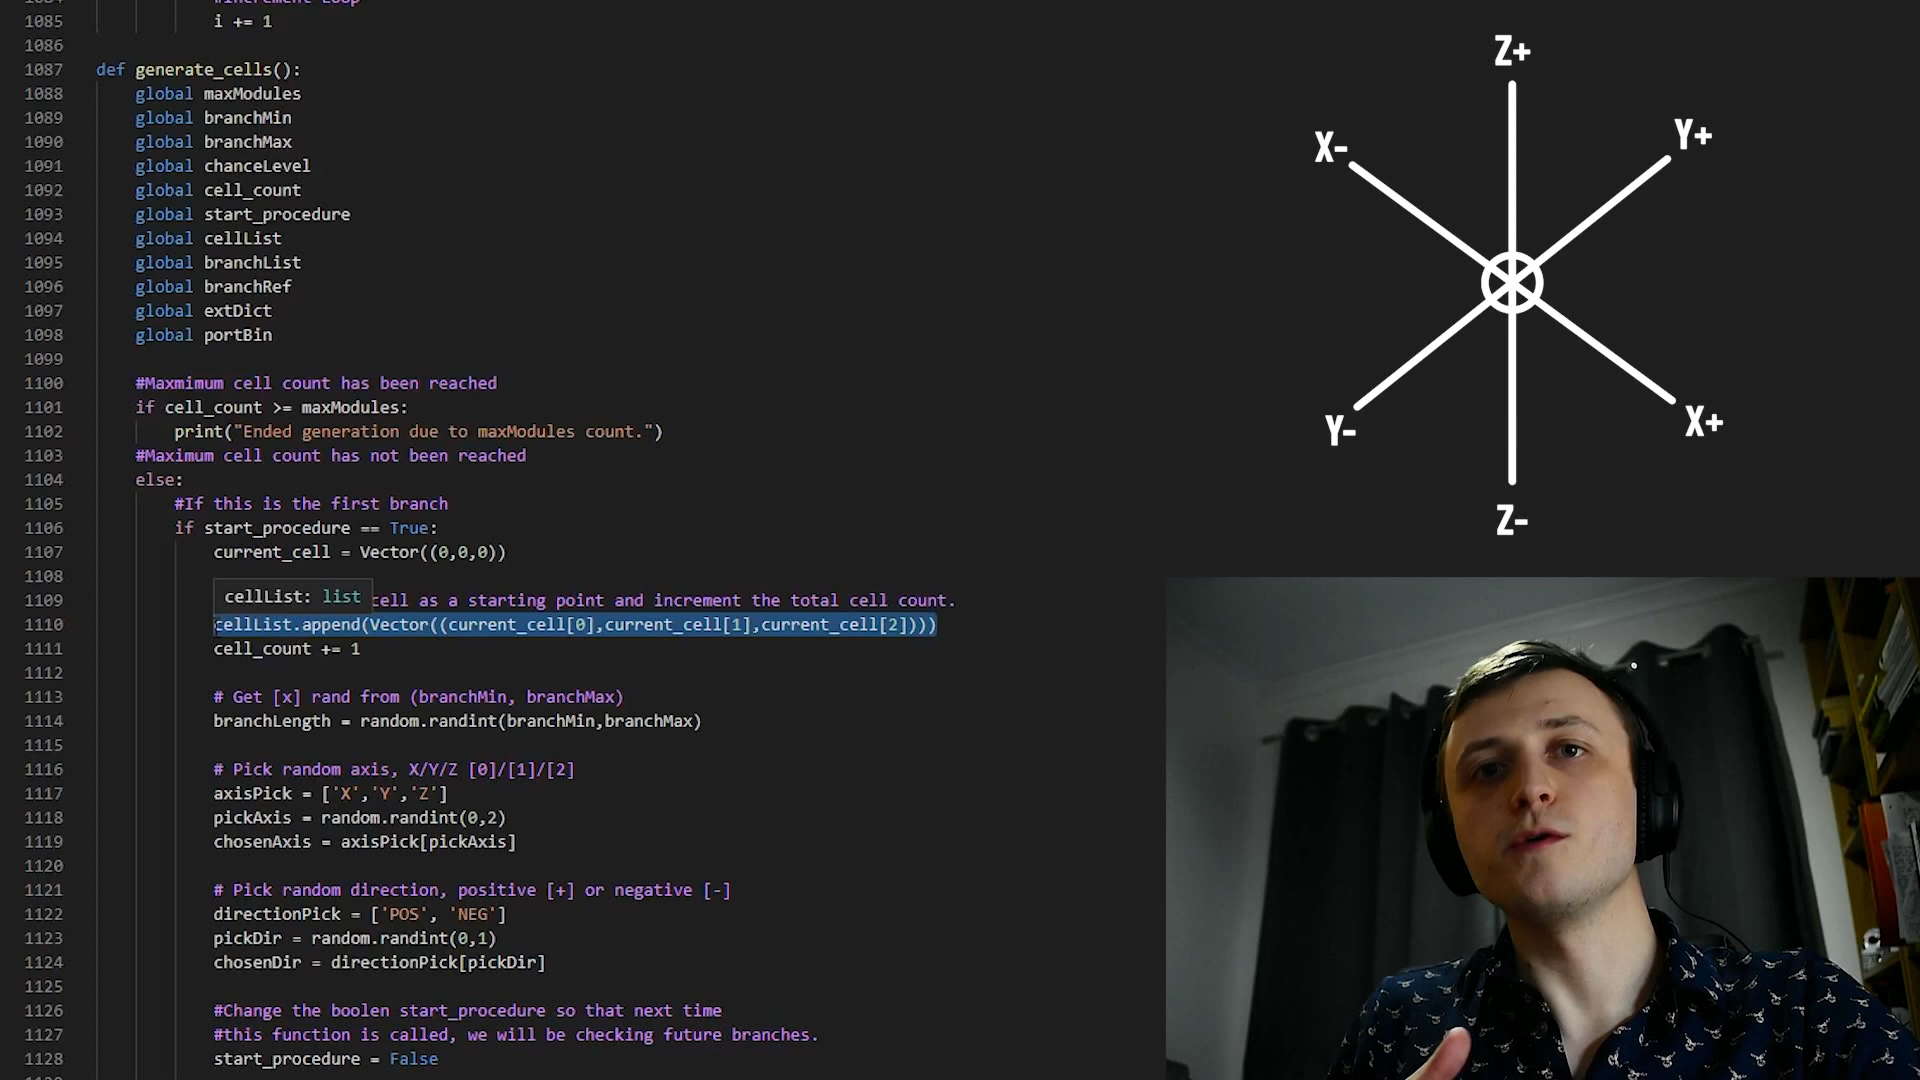 1085 i += 1
1086
1087 def generate_cells():
1088 global maxModules
1089 global branchMin
1090 global branchMax
1091 global chanceLevel
1092 global cell_count
1093 global start_procedure
1094 global cellList
1095 global branchList
1096 global branchRef
1097 global extDict
1098 global portBin
1099
1100 #Maxmimum cell count has been reached
1101 if cell_count >= maxModules:
1102 print("Ended generation due to maxModules count.")
1103 #Maximum cell count has not been reached
1104 else:
1105 #If this is the first branch
1106 if start_procedure == True:
1107 current_cell = Vector((0,0,0))
1108
cellList: list
1109 cell as a starting point and increment the total cell count.
1110 cellList.append(Vector((current_cell[0],current_cell[1],current_cell[2])))
1111 cell_count += 1
1112
1113 # Get [x] rand from (branchMin, branchMax)
1114 branchLength = random.randint(branchMin,branchMax)
1115
1116 # Pick random axis, X/Y/Z [0]/[1]/[2]
1117 axisPick = ['X','Y','Z']
1118 pickAxis = random.randint(0,2)
1119 chosenAxis = axisPick[pickAxis]
1120
1121 # Pick random direction, positive [+] or negative [-]
1122 directionPick = ['POS', 'NEG']
1123 pickDir = random.randint(0,1)
1124 chosenDir = directionPick[pickDir]
1125
1126 #Change the boolen start_procedure so that next time
1127 #this function is called, we will be checking future branches.
1128 start_procedure = False
Z+
X-
Y+
Y-
X+
Z-